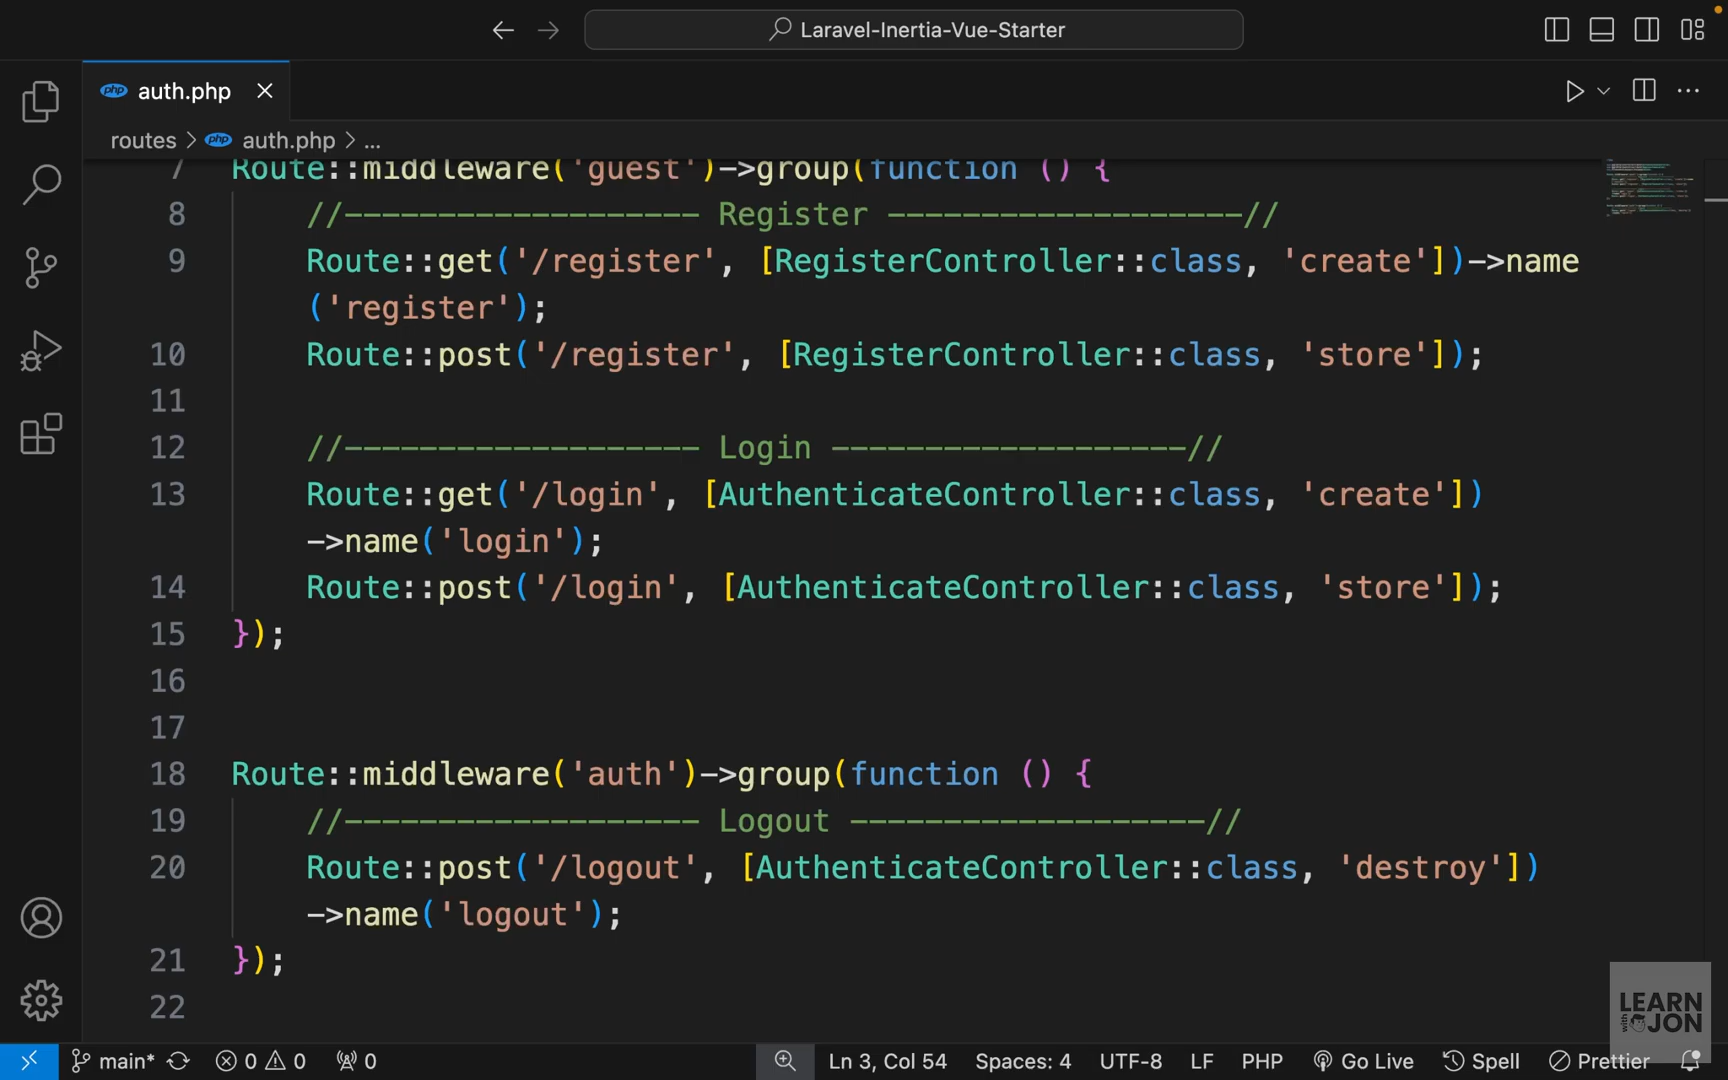 Laravel-Inertia-Vue-Starter
php auth.php
routes > php auth.php > ...
7 Route::middleware('guest')->group(function () {
8 //------------------- Register -------------------//
9 Route::get('/register', [RegisterController::class, 'create'])->name
('register');
10 Route::post('/register', [RegisterController::class, 'store']);
11
12 //------------------- Login -------------------//
13 Route::get('/login', [AuthenticateController::class, 'create'])
->name('login');
14 Route::post('/login', [AuthenticateController::class, 'store']);
15 });
16
17
18 Route::middleware('auth')->group(function () {
19 //------------------- Logout -------------------//
20 Route::post('/logout', [AuthenticateController::class, 'destroy'])
->name('logout');
21 });
22
LEARN
with JON
main* 0 0 0 Ln 3, Col 54 Spaces: 4 UTF-8 LF PHP Go Live Spell Prettier